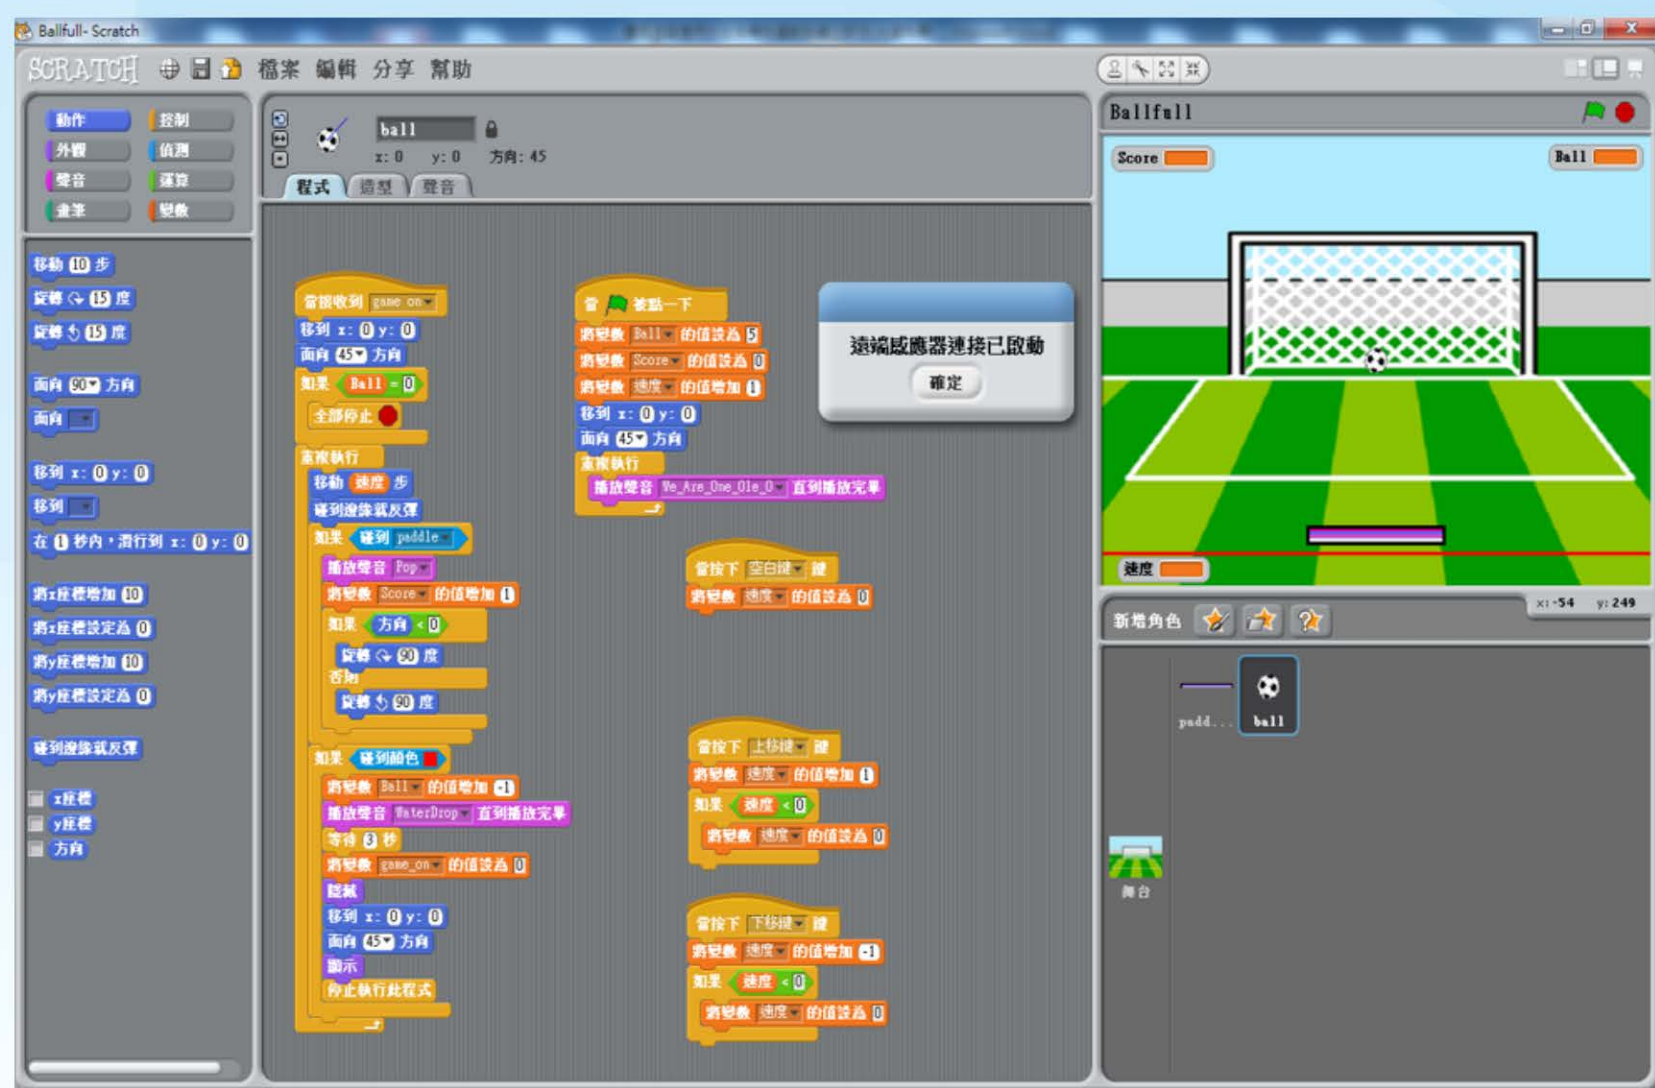 Ballfull- Scratch
SCRATCH 檔案 編輯 分享 幫助
動作 控制
外觀 偵測
聲音 運算
畫筆 變數
ball
x: 0 y: 0 方向: 45
程式 造型 聲音
移動 10 步
旋轉 15 度
旋轉 15 度
面向 90 方向
面向
移到 x: 0 y: 0
移到
在 1 秒內，滑行到 x: 0 y: 0
將x座標增加 10
將x座標設定為 0
將y座標增加 10
將y座標設定為 0
碰到邊緣就反彈
x座標
y座標
方向
當接收到 game on
移到 x: 0 y: 0
面向 45 方向
如果 Ball = 0
全部停止
重複執行
移動 速度 步
碰到邊緣就反彈
如果 碰到 paddle
播放聲音 Pop
將變數 Score 的值增加 1
如果 方向 < 0
旋轉 90 度
否則
旋轉 90 度
如果 碰到顏色
將變數 Ball 的值增加 -1
播放聲音 WaterDrop 直到播放完畢
等待 3 秒
將變數 game_on 的值設為 0
隱藏
移到 x: 0 y: 0
面向 45 方向
顯示
停止執行此程式
當 被點一下
將變數 Ball 的值設為 5
將變數 Score 的值設為 0
將變數 速度 的值增加 1
移到 x: 0 y: 0
面向 45 方向
重複執行
播放聲音 We_Are_One_Ole_O 直到播放完畢
當按下 空白鍵 鍵
將變數 速度 的值設為 0
當按下 上移鍵 鍵
將變數 速度 的值增加 1
如果 速度 < 0
將變數 速度 的值設為 0
當按下 下移鍵 鍵
將變數 速度 的值增加 -1
如果 速度 < 0
將變數 速度 的值設為 0
遠端感應器連接已啟動
確定
Ballfull
Score
Ball
速度
x: -54 y: 249
新增角色
padd...
ball
舞台